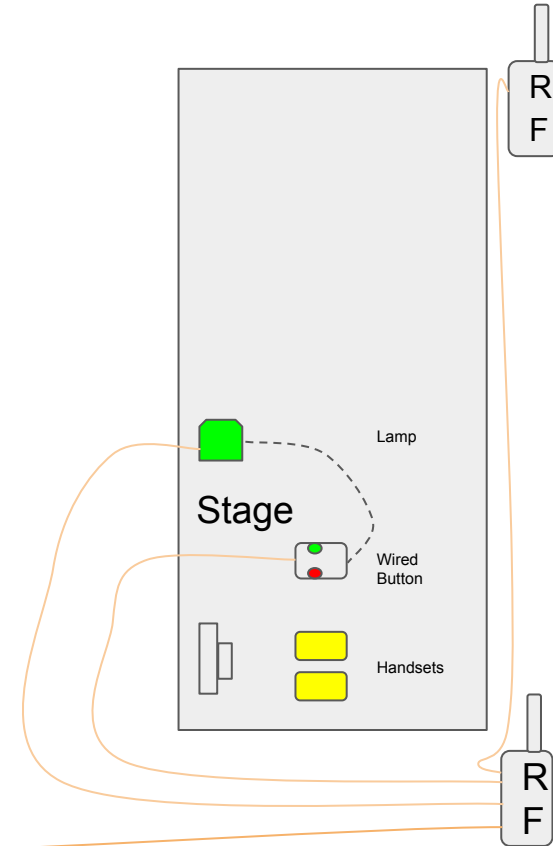 R
F
Lamp
Stage
Wired
Button
Handsets
R
F